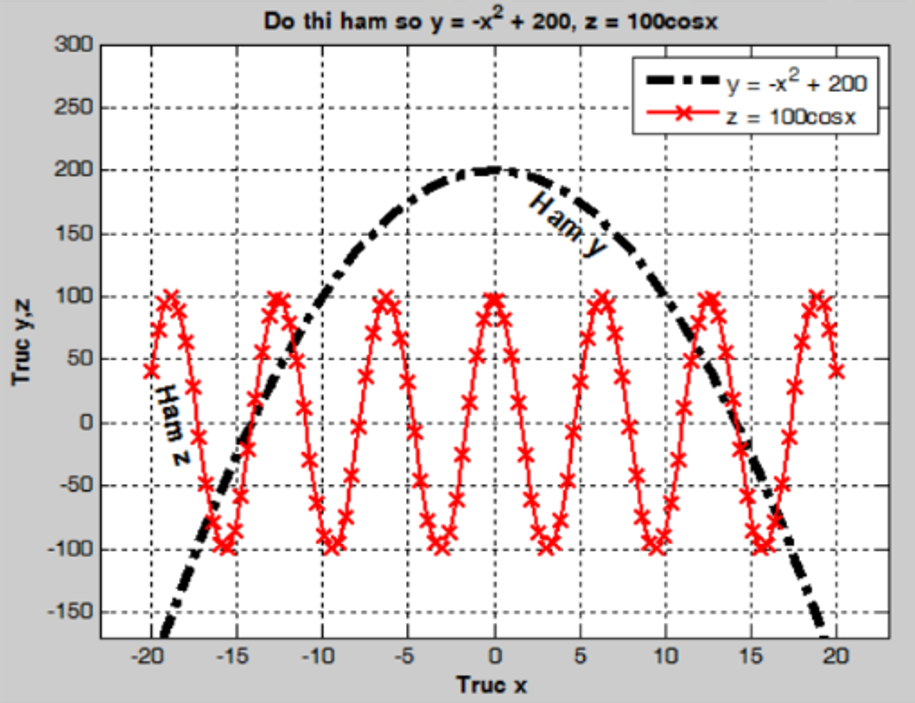 Do thi ham so y = -x² + 200, z = 100cosx
300
250
200
150
100
50
0
-50
-100
-150
y = -x² + 200
z = 100cosx
Ham y
Ham z
Truc y,z
-20 -15 -10 -5 0 5 10 15 20
Truc x